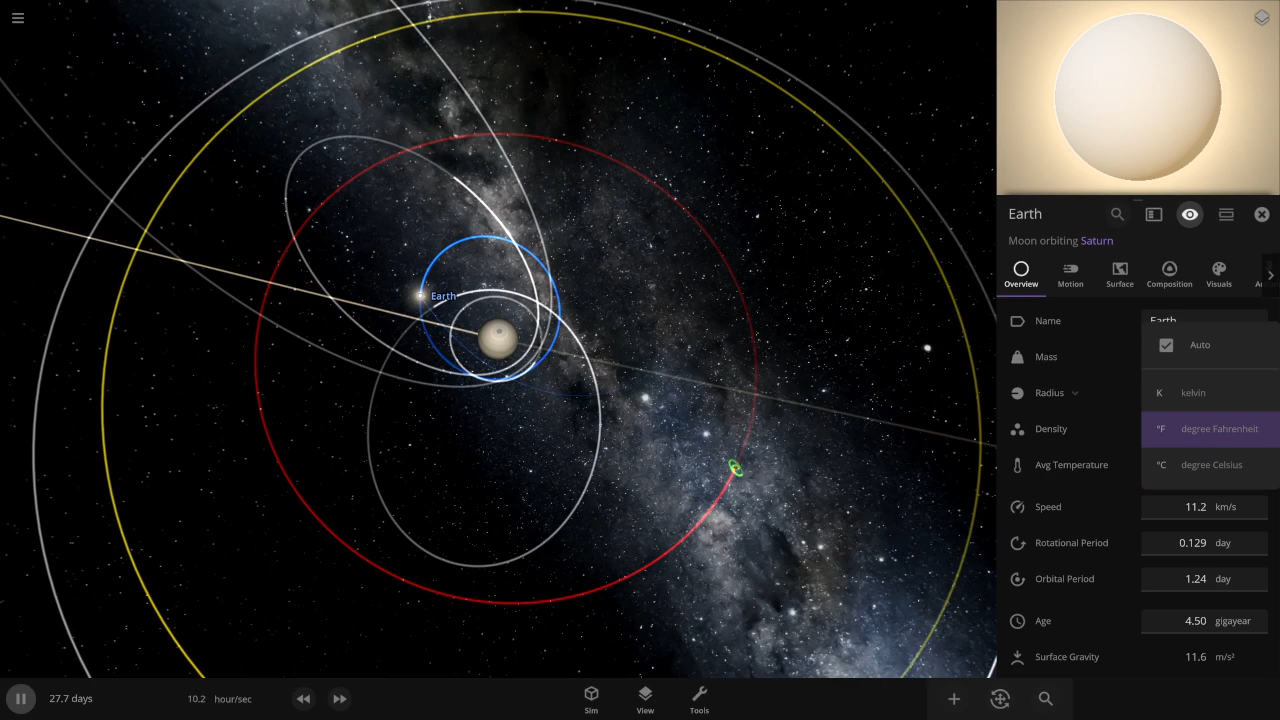 Earth
Earth
Moon orbiting Saturn
Overview
Motion
Surface
Composition
Visuals
Name
Earth
Auto
Mass
K kelvin
Radius
°F degree Fahrenheit
Density
°C degree Celsius
Avg Temperature
Speed 11.2 km/s
Rotational Period 0.129 day
Orbital Period 1.24 day
Age 4.50 gigayear
Surface Gravity 11.6 m/s²
27.7 days
10.2 hour/sec
Sim
View
Tools